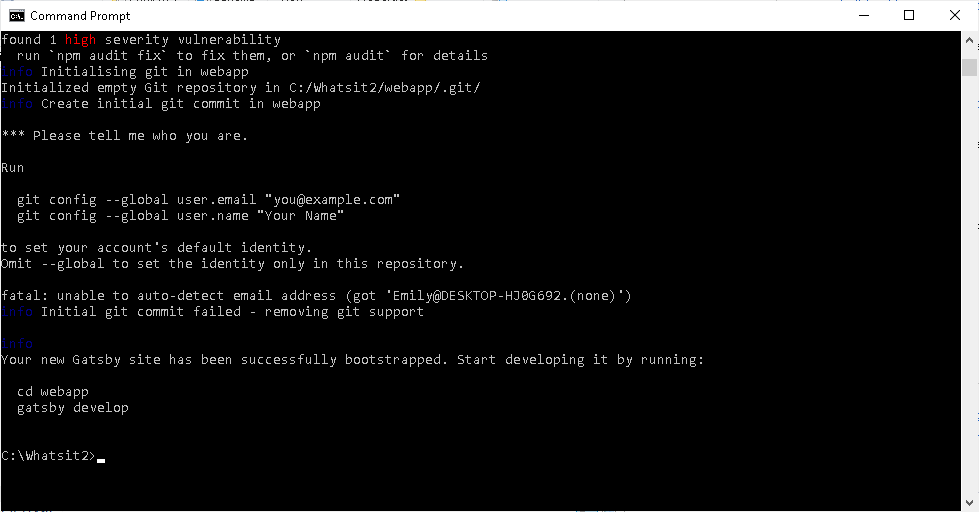 Command Prompt
found 1 high severity vulnerability
run `npm audit fix` to fix them, or `npm audit` for details
info Initialising git in webapp
Initialized empty Git repository in C:/Whatsit2/webapp/.git/
info Create initial git commit in webapp
*** Please tell me who you are.
Run
git config --global user.email "you@example.com"
git config --global user.name "Your Name"
to set your account's default identity.
Omit --global to set the identity only in this repository.
fatal: unable to auto-detect email address (got 'Emily@DESKTOP-HJ0G692.(none)')
info Initial git commit failed - removing git support
info
Your new Gatsby site has been successfully bootstrapped. Start developing it by running:
cd webapp
gatsby develop
C:\Whatsit2>